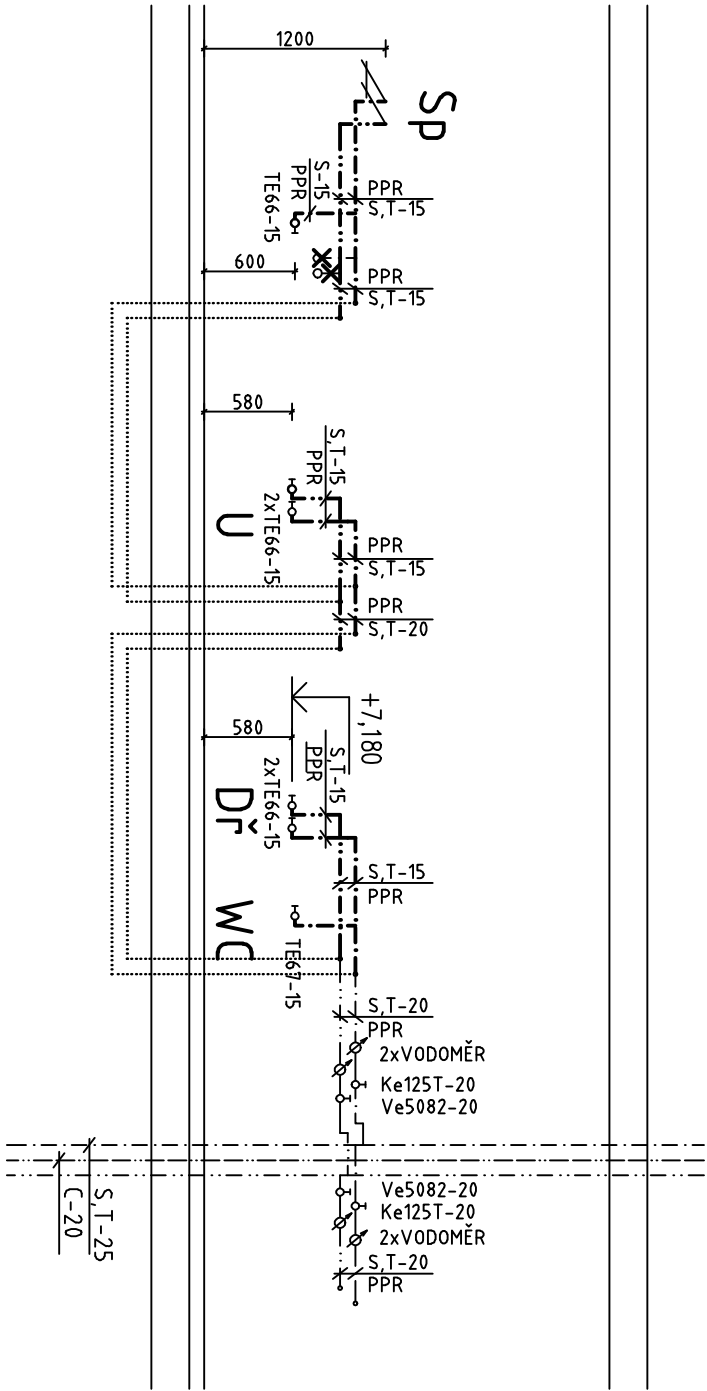 1200
Sp
PPR
S,T-15
S-15
PPR
TE66-15
600
PPR
S,T-15
580
S,T-15
PPR
2xTE66-15
U
PPR
S,T-15
PPR
S,T-20
+7,180
580
S,T-15
PPR
2xTE66-15
Dř
S,T-15
PPR
WC
TE67-15
S,T-20
PPR
2xVODOMĚR
Ke125T-20
Ve5082-20
S,T-25
C-20
Ve5082-20
Ke125T-20
2xVODOMĚR
S,T-20
PPR